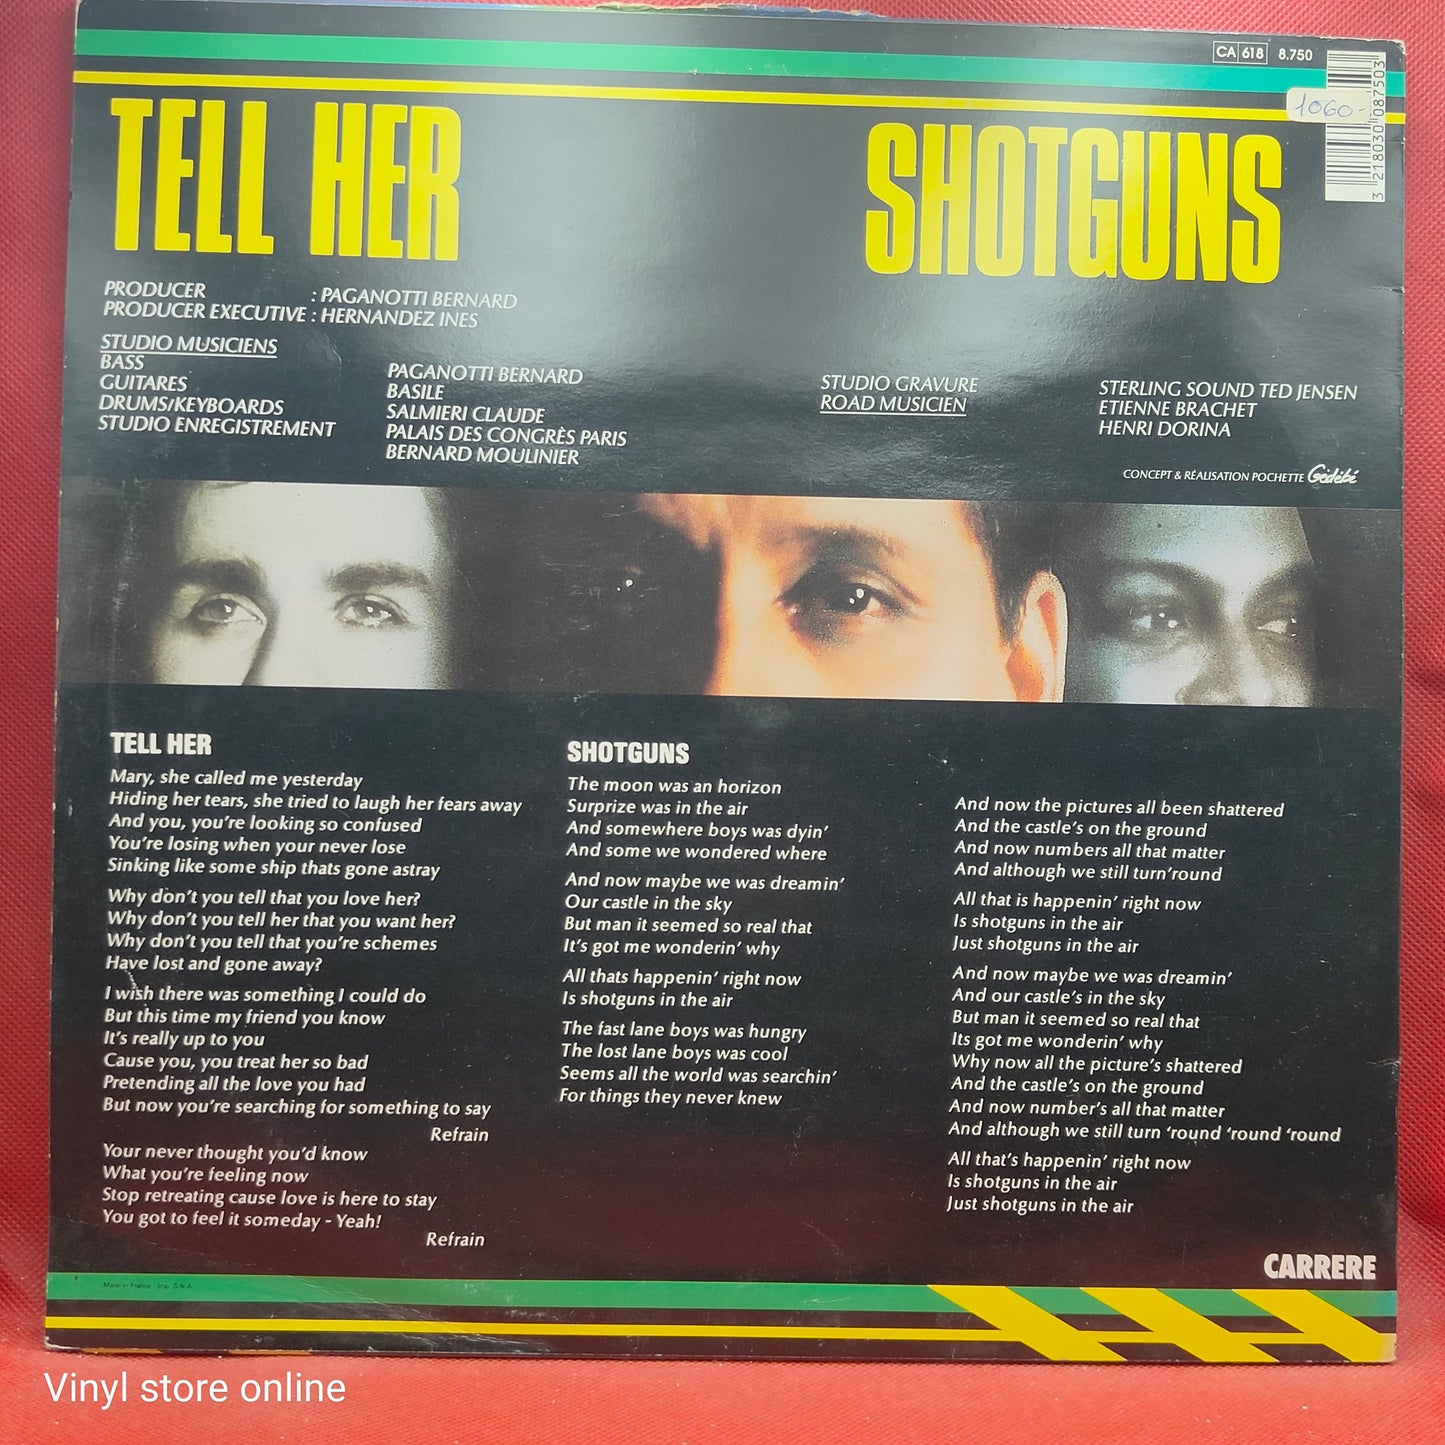 CA 618 8.750
1060-
3 218030 087503
TELL HER
SHOTGUNS
PRODUCER : PAGANOTTI BERNARD
PRODUCER EXECUTIVE : HERNANDEZ INES
STUDIO MUSICIENS
BASS
GUITARES
DRUMS/KEYBOARDS
STUDIO ENREGISTREMENT
PAGANOTTI BERNARD
BASILE
SALMIERI CLAUDE
PALAIS DES CONGRÈS PARIS
BERNARD MOULINIER
STUDIO GRAVURE
ROAD MUSICIEN
STERLING SOUND TED JENSEN
ETIENNE BRACHET
HENRI DORINA
CONCEPT & RÉALISATION POCHETTE Gédébé
TELL HER
Mary, she called me yesterday
Hiding her tears, she tried to laugh her fears away
And you, you're looking so confused
You're losing when your never lose
Sinking like some ship thats gone astray
Why don't you tell that you love her?
Why don't you tell her that you want her?
Why don't you tell that you're schemes
Have lost and gone away?
I wish there was something I could do
But this time my friend you know
It's really up to you
Cause you, you treat her so bad
Pretending all the love you had
But now you're searching for something to say
Refrain
Your never thought you'd know
What you're feeling now
Stop retreating cause love is here to stay
You got to feel it someday - Yeah!
Refrain
SHOTGUNS
The moon was an horizon
Surprize was in the air
And somewhere boys was dyin'
And some we wondered where
And now maybe we was dreamin'
Our castle in the sky
But man it seemed so real that
It's got me wonderin' why
All thats happenin' right now
Is shotguns in the air
The fast lane boys was hungry
The lost lane boys was cool
Seems all the world was searchin'
For things they never knew
And now the pictures all been shattered
And the castle's on the ground
And now numbers all that matter
And although we still turn'round
All that is happenin' right now
Is shotguns in the air
Just shotguns in the air
And now maybe we was dreamin'
And our castle's in the sky
But man it seemed so real that
Its got me wonderin' why
Why now all the picture's shattered
And the castle's on the ground
And now number's all that matter
And although we still turn 'round 'round 'round
All that's happenin' right now
Is shotguns in the air
Just shotguns in the air
CARRERE
Made in France Imp. S.N.A.
Vinyl store online